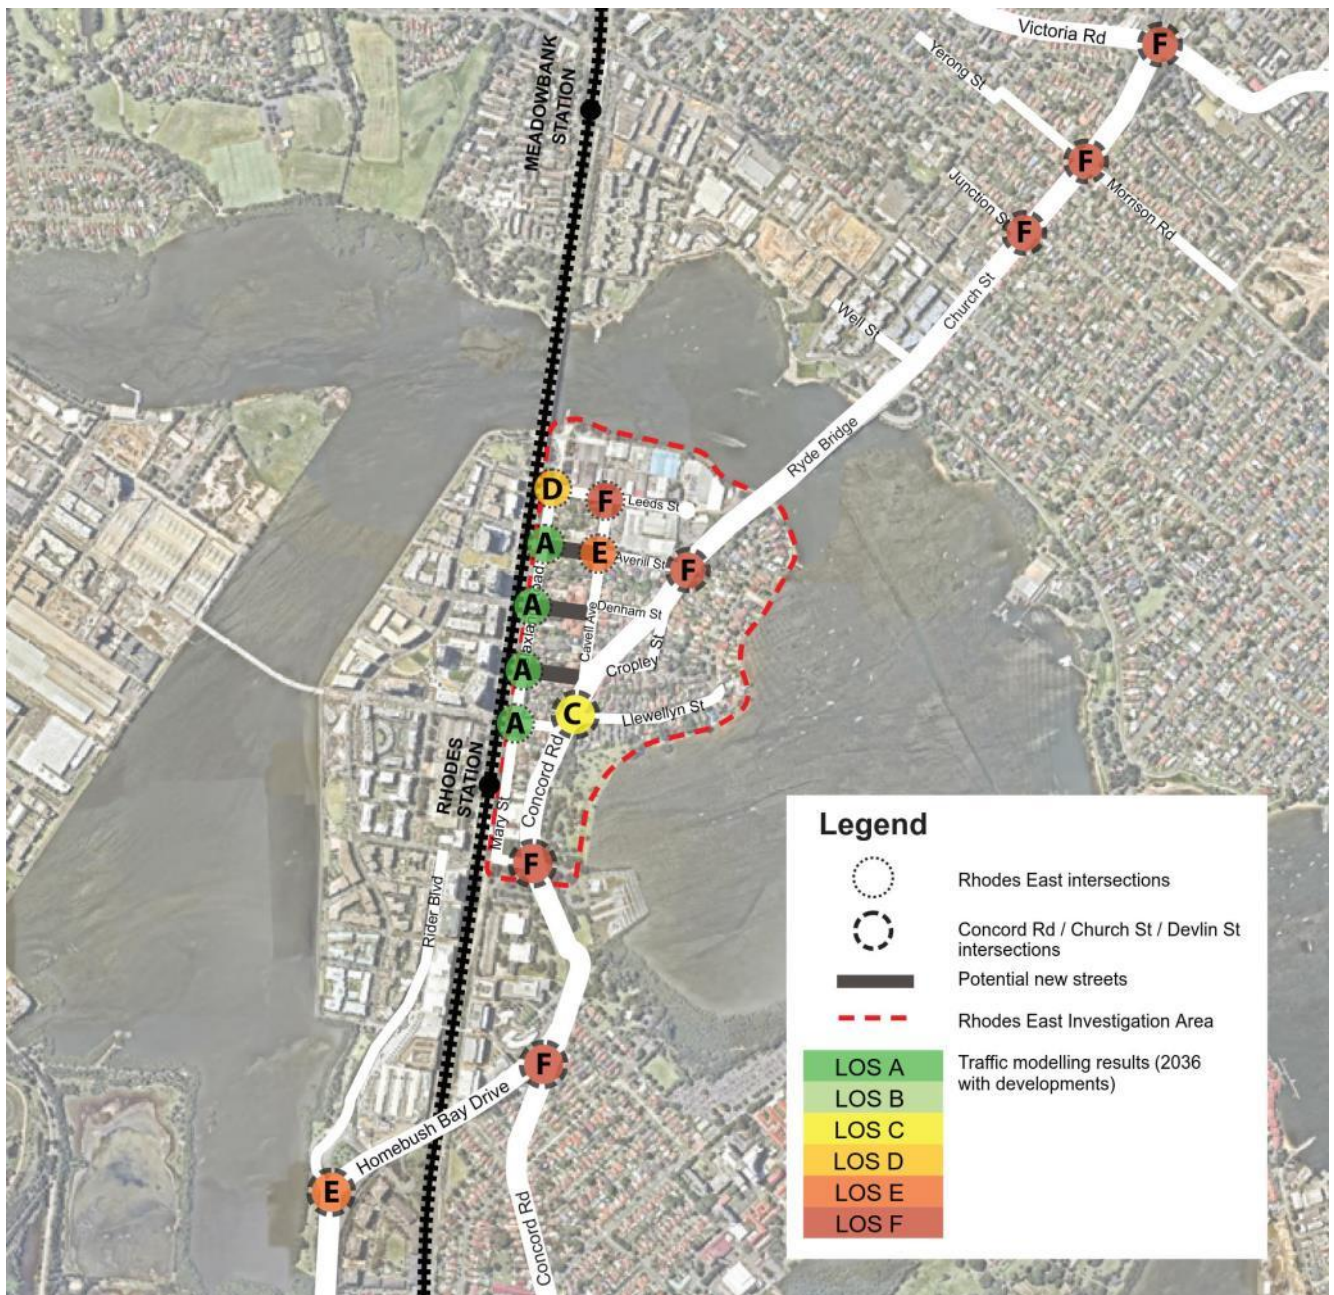 Victoria Rd
F
Yerong St
MEADOWBANK
STATION
F
Junction St
Morrison Rd
F
Church St
Well St
Ryde Bridge
D
F
Leeds St
A
E
Averill St
F
A
Denham St
Cavell Ave
A
Cropley St
C
Llewellyn St
A
RHODES
STATION
Concord Rd
Mary St
F
Rider Blvd
F
Homebush Bay Drive
E
Concord Rd
Legend
Rhodes East intersections
Concord Rd / Church St / Devlin St
intersections
Potential new streets
Rhodes East Investigation Area
LOS A
Traffic modelling results (2036
with developments)
LOS B
LOS C
LOS D
LOS E
LOS F